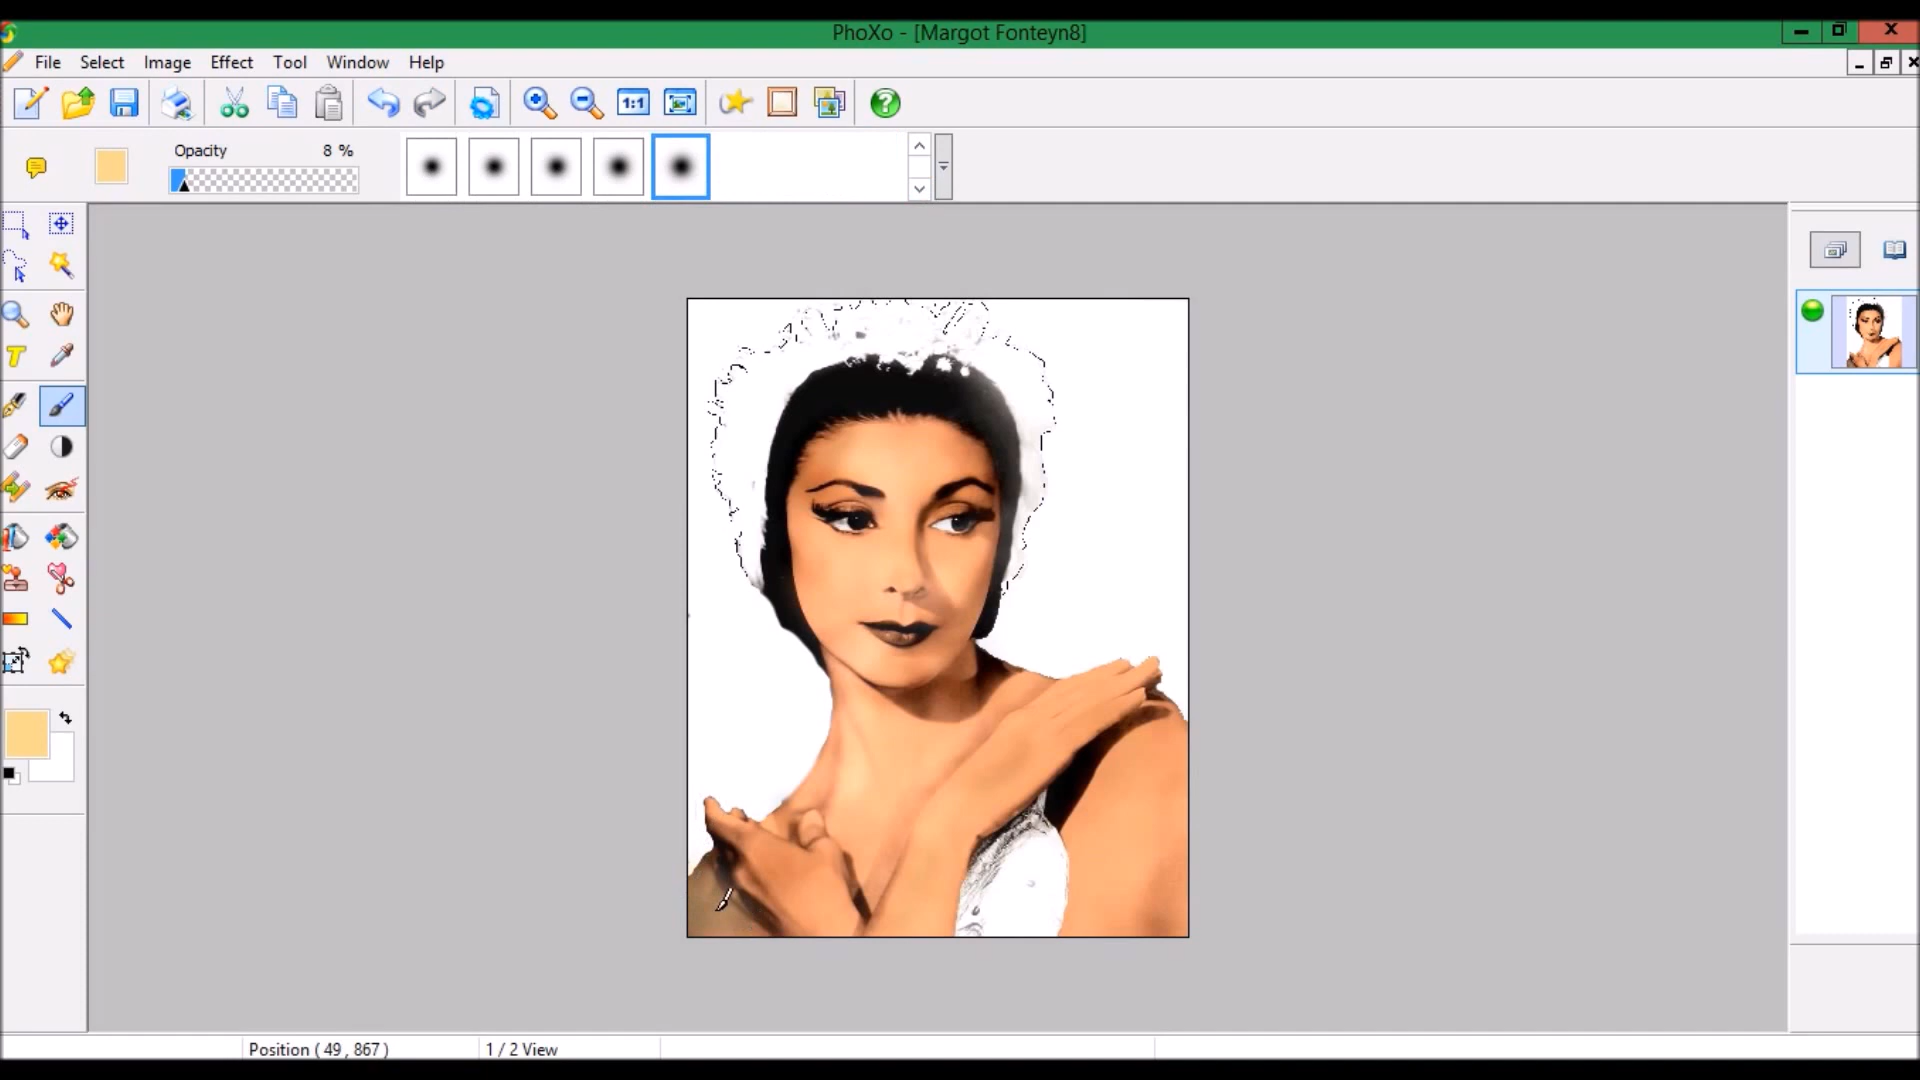 PhoXo - [Margot Fonteyn8]
File Select Image Effect Tool Window Help
1:1
Opacity 8 %
T
Position ( 49 , 867 ) 1 / 2 View